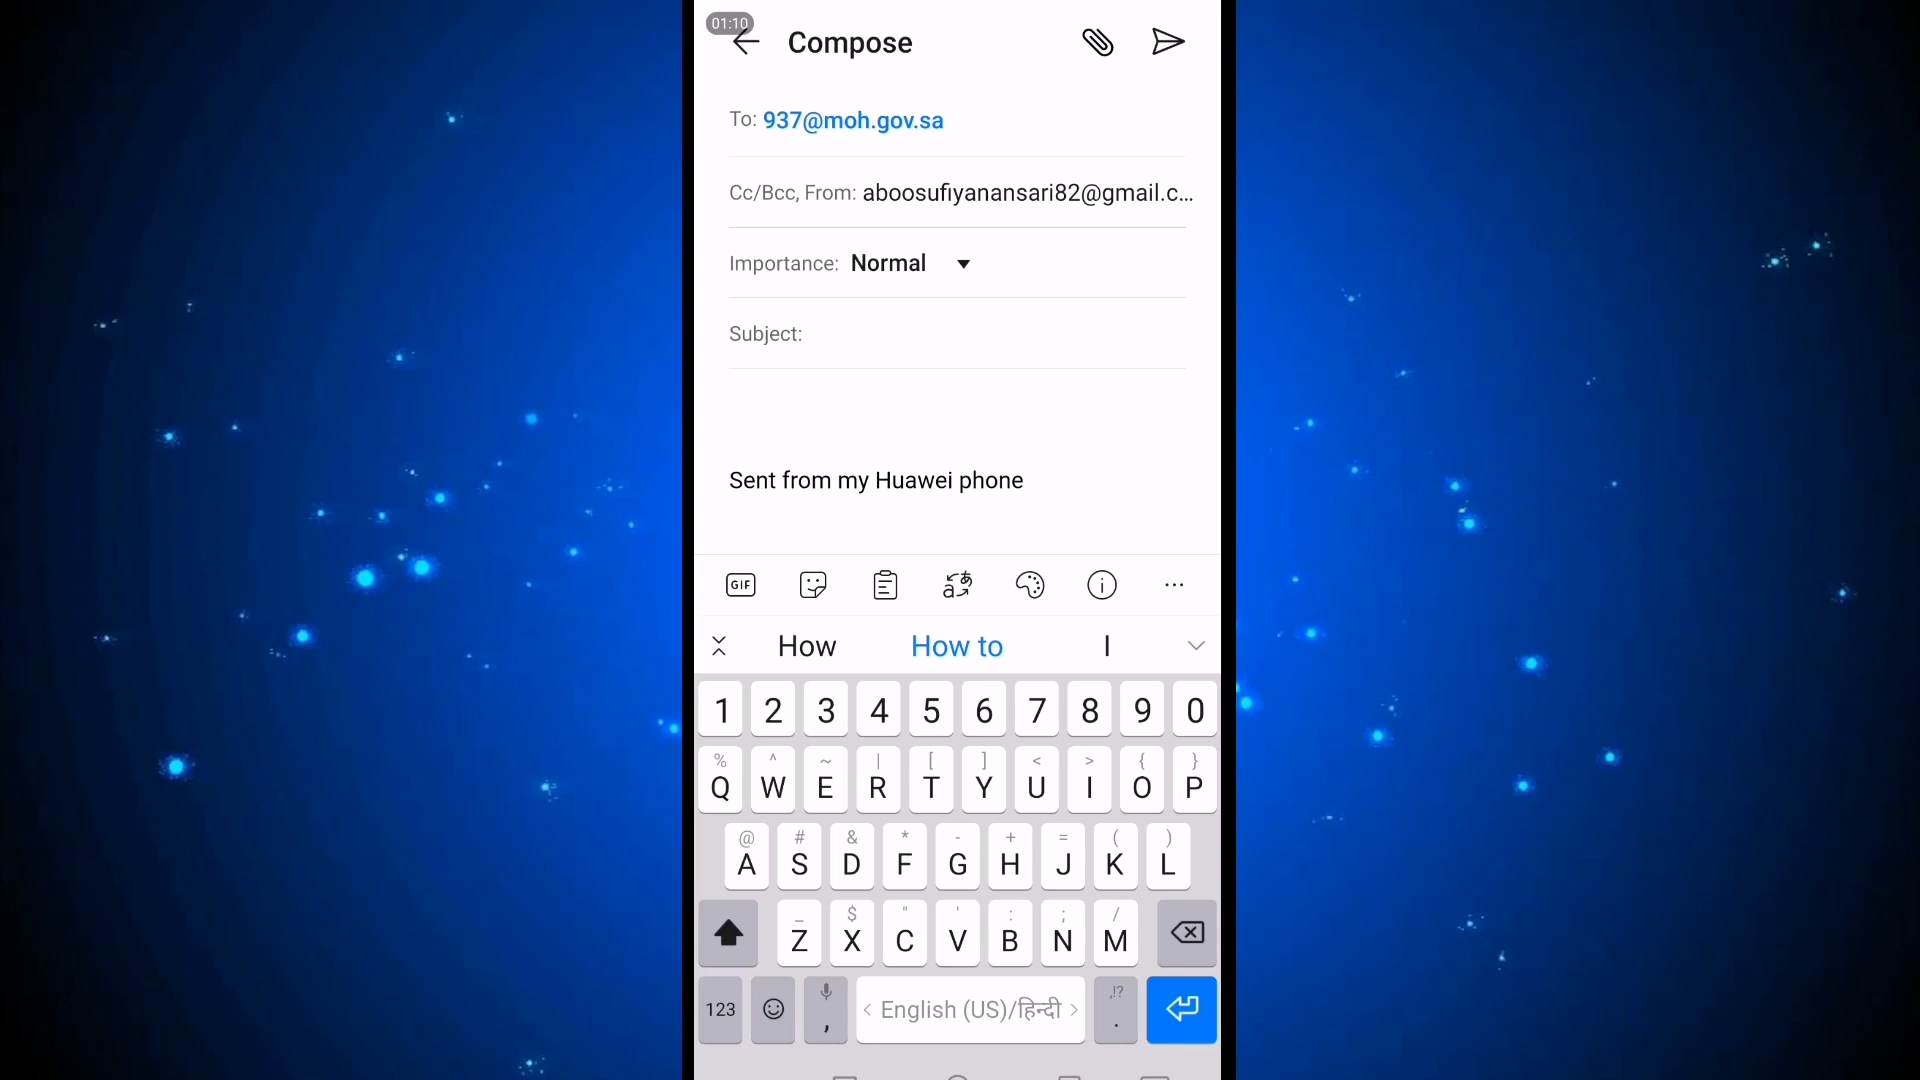 01:10
Compose
To: 937@moh.gov.sa
Cc/Bcc, From: aboosufiyanansari82@gmail.c...
Importance: Normal
Subject:
Sent from my Huawei phone
GIF
How How to I
1 2 3 4 5 6 7 8 9 0
% ^ ~ | [ ] < > { }
Q W E R T Y U I O P
@ # & * - + = ( )
A S D F G H J K L
_ $ " ' : ; /
Z X C V B N M
,!?
123 , < English (US)/हिन्दी > .